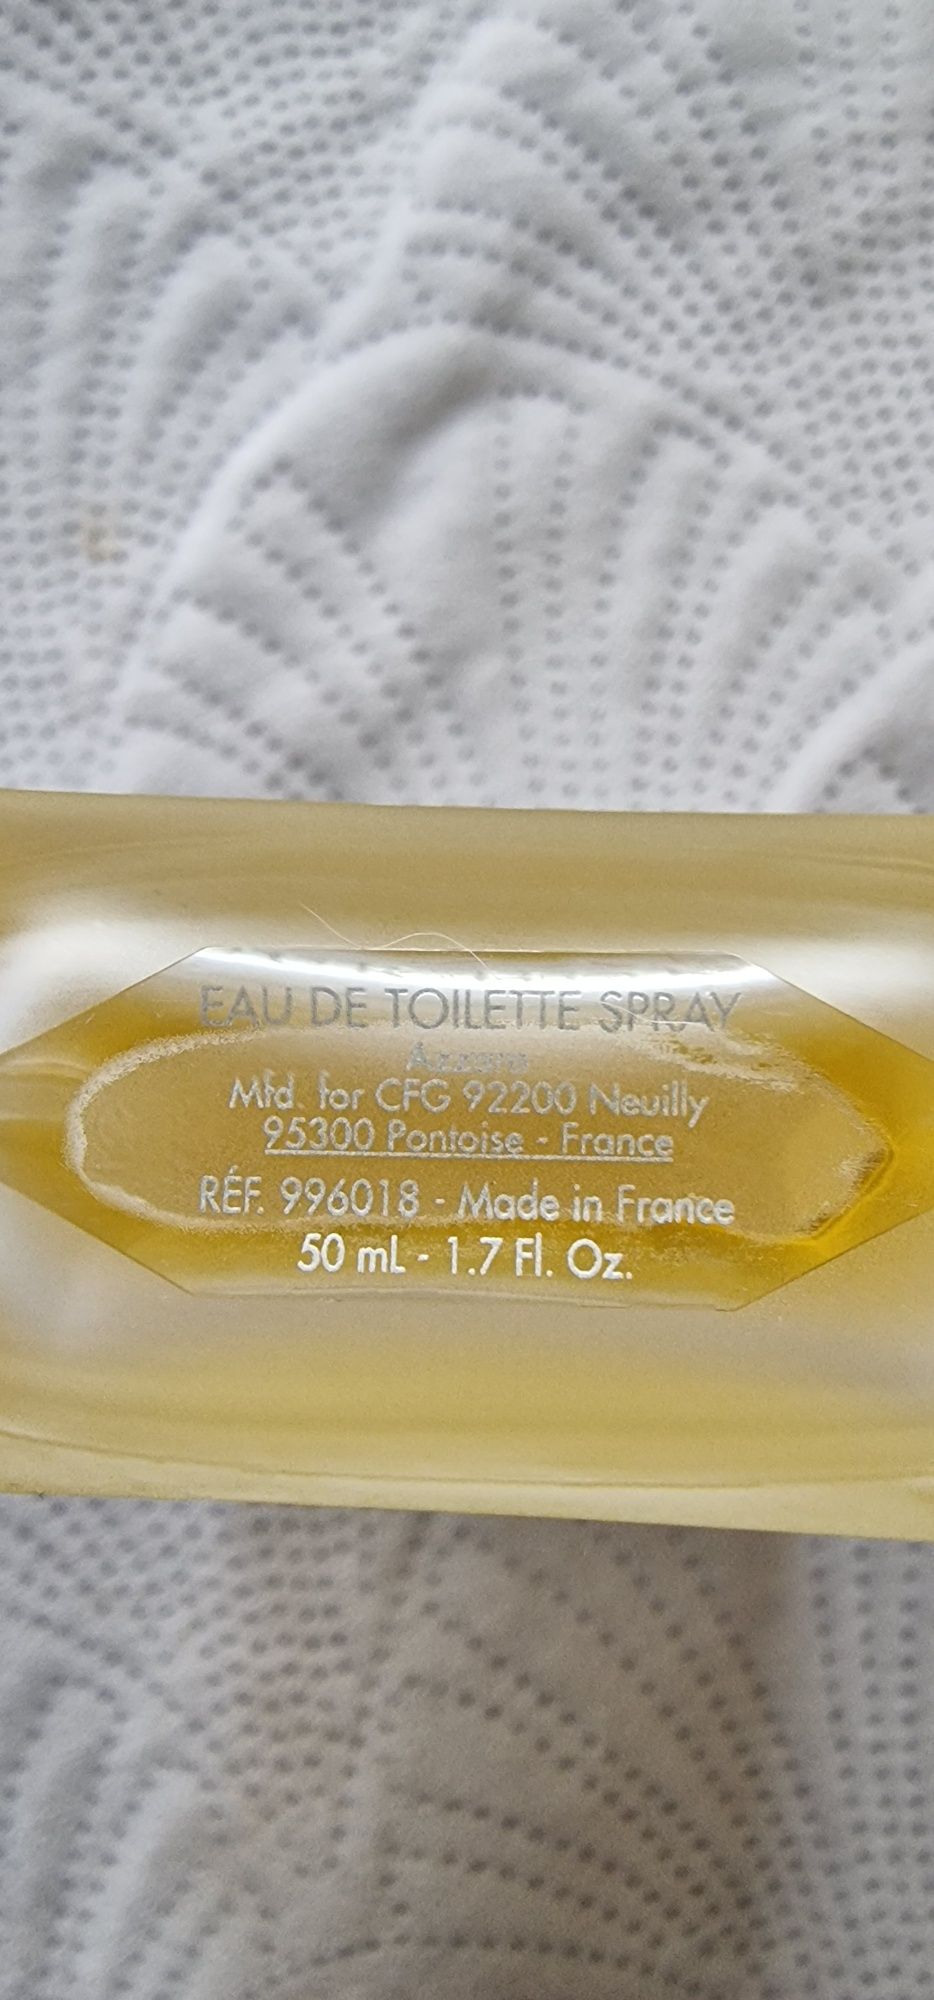 EAU DE TOILETTE SPRAY
Azzaro
Mfd. for CFG 92200 Neuilly
95300 Pontoise - France
RÉF. 996018 - Made in France
50 mL - 1.7 Fl. Oz.